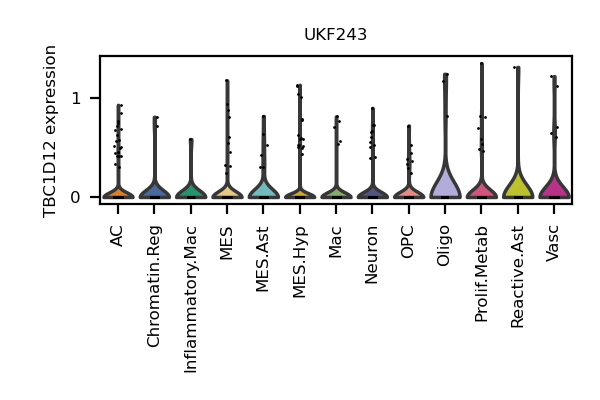 UKF243
TBC1D12 expression
1
0
AC
Chromatin.Reg
Inflammatory.Mac
MES
MES.Ast
MES.Hyp
Mac
Neuron
OPC
Oligo
Prolif.Metab
Reactive.Ast
Vasc